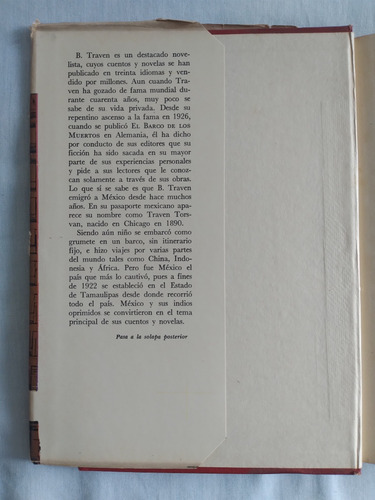 B. Traven es un destacado nove-
lista, cuyos cuentos y novelas se han
publicado en treinta idiomas y ven-
dido por millones. Aun cuando Tra-
ven ha gozado de fama mundial du-
rante cuarenta años, muy poco se
sabe de su vida privada. Desde su
repentino ascenso a la fama en 1926,
cuando se publicó EL BARCO DE LOS
MUERTOS en Alemania, él ha dicho
por conducto de sus editores que su
ficción ha sido sacada en su mayor
parte de sus experiencias personales
y pide a sus lectores que le conoz-
can solamente a través de sus obras.
Lo que sí se sabe es que B. Traven
emigró a México desde hace muchos
años. En su pasaporte mexicano apa-
rece su nombre como Traven Tors-
van, nacido en Chicago en 1890.
Siendo aún niño se embarcó como
grumete en un barco, sin itinerario
fijo, e hizo viajes por varias partes
del mundo tales como China, Indo-
nesia y África. Pero fue México el
país que más lo cautivó, pues a fines
de 1922 se estableció en el Estado
de Tamaulipas desde donde recorrió
todo el país. México y sus indios
oprimidos se convirtieron en el tema
principal de sus cuentos y novelas.
Pasa a la solapa posterior